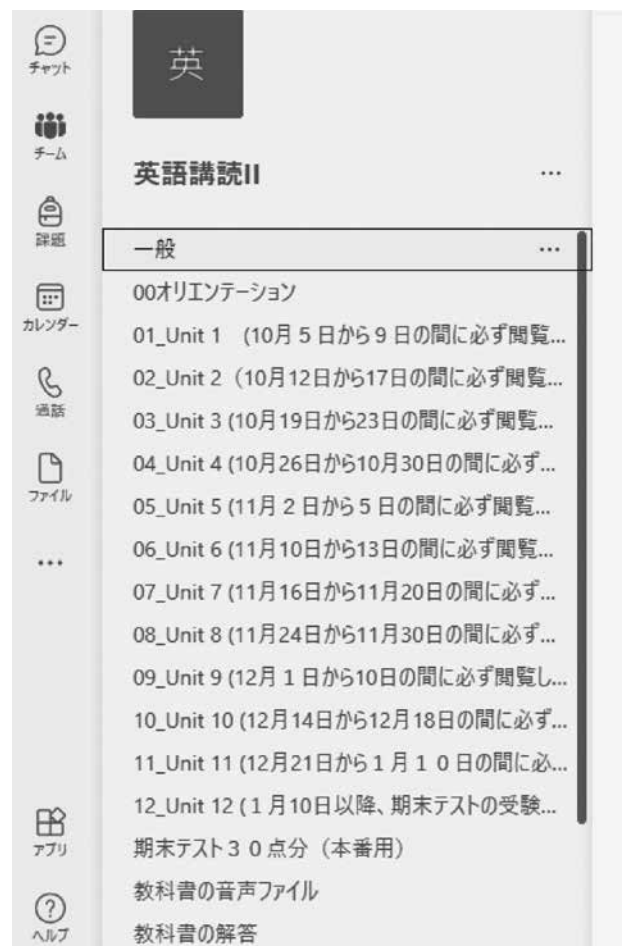 チャット
チーム
課題
カレンダー
通話
ファイル
...
アプリ
ヘルプ
英
英語講読II
...
一般
...
00オリエンテーション
01_Unit 1　(10月５日から９日の間に必ず閲覧...
02_Unit 2（10月12日から17日の間に必ず閲覧...
03_Unit 3 (10月19日から23日の間に必ず閲覧...
04_Unit 4 (10月26日から10月30日の間に必ず...
05_Unit 5 (11月２日から５日の間に必ず閲覧...
06_Unit 6 (11月10日から13日の間に必ず閲覧...
07_Unit 7 (11月16日から11月20日の間に必ず...
08_Unit 8 (11月24日から11月30日の間に必ず...
09_Unit 9 (12月１日から10日の間に必ず閲覧し...
10_Unit 10 (12月14日から12月18日の間に必ず...
11_Unit 11 (12月21日から１月１０日の間に必...
12_Unit 12 (１月10日以降、期末テストの受験...
期末テスト３０点分（本番用）
教科書の音声ファイル
教科書の解答